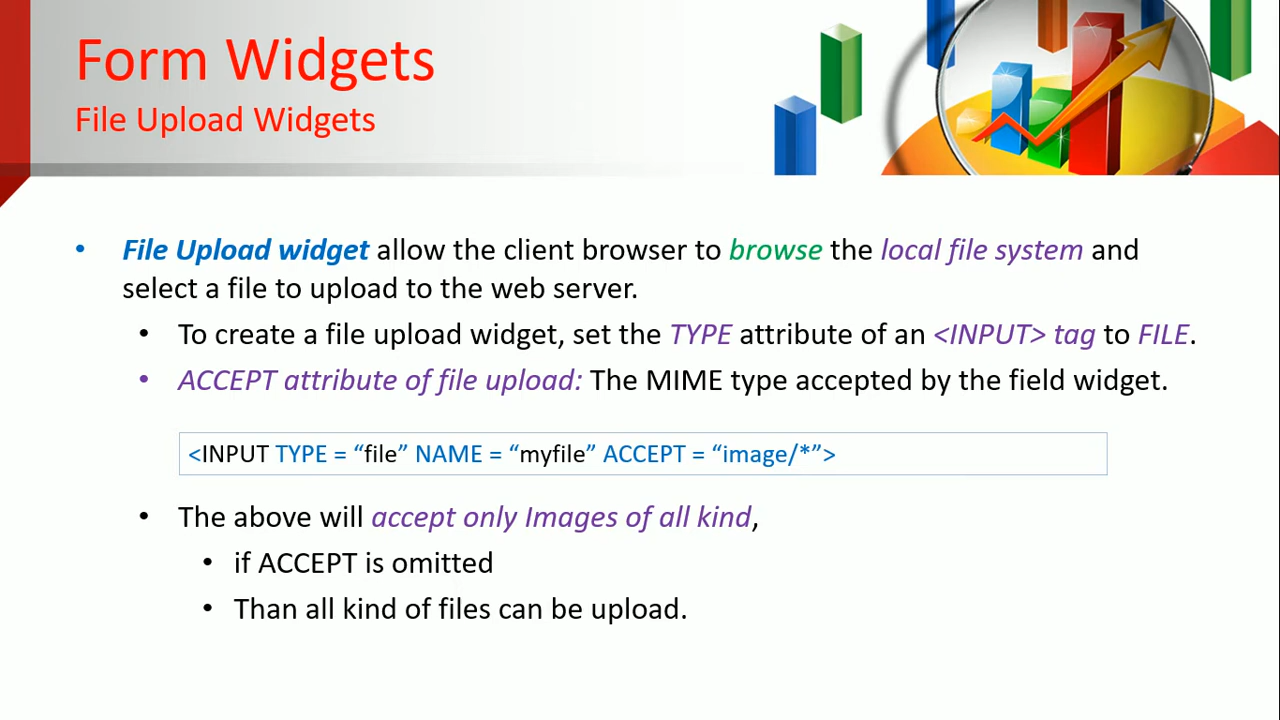 Form Widgets
File Upload Widgets
• File Upload widget allow the client browser to browse the local file system and
select a file to upload to the web server.
• To create a file upload widget, set the TYPE attribute of an <INPUT> tag to FILE.
• ACCEPT attribute of file upload: The MIME type accepted by the field widget.
<INPUT TYPE = “file” NAME = “myfile” ACCEPT = “image/*”>
• The above will accept only Images of all kind,
• if ACCEPT is omitted
• Than all kind of files can be upload.